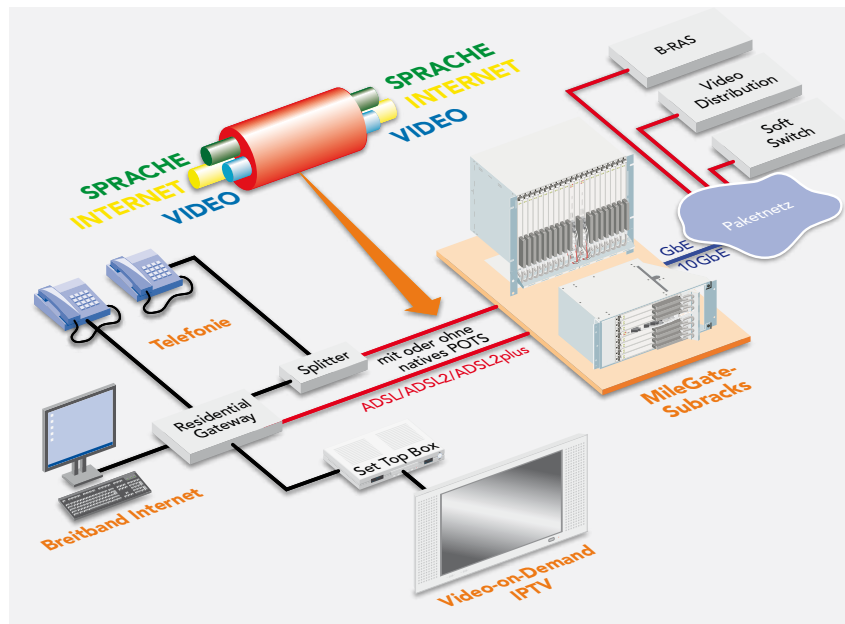 B-RAS
Video
Distribution
Soft
Switch
Paketnetz
GbE
10GbE
SPRACHE
INTERNET
VIDEO
SPRACHE
INTERNET
VIDEO
Telefonie
Splitter
mit oder ohne
natives POTS
ADSL/ADSL2/ADSL2plus
MileGate-
Subracks
Residential
Gateway
Set Top Box
Breitband Internet
Video-on-Demand
IPTV